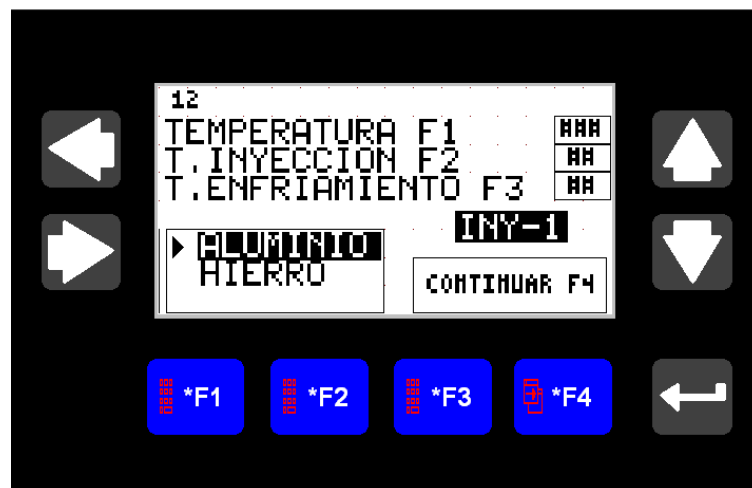 12
TEMPERATURA F1 ###
T.INYECCION F2 ##
T.ENFRIAMIENTO F3 ##
INY-1
ALUMINIO
HIERRO
CONTINUAR F4
*F1 *F2 *F3 *F4